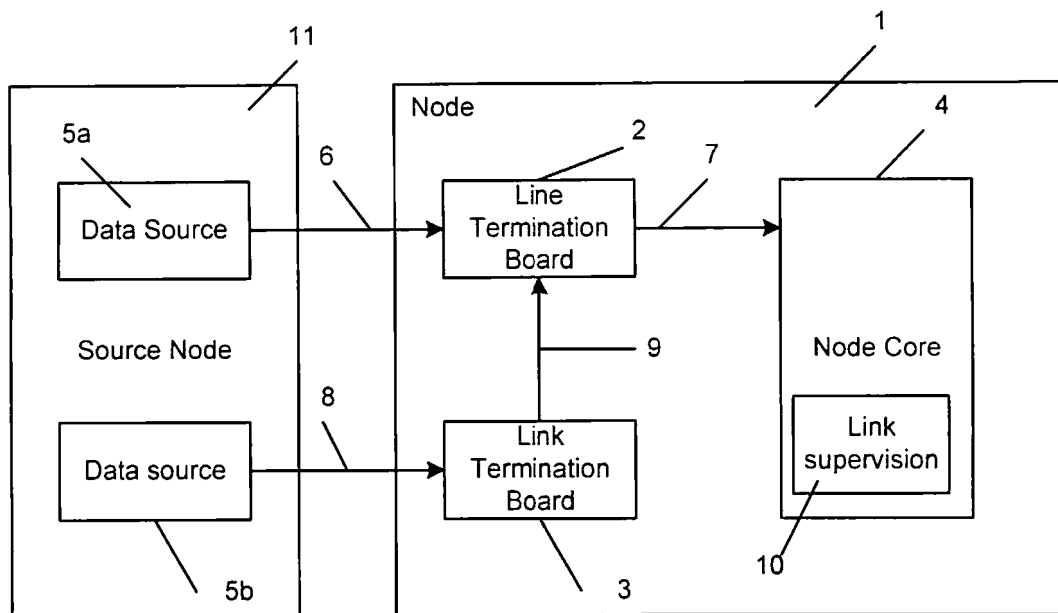 11
1
Node
5a
6
2
7
4
Data Source
Line
Termination
Board
Source Node
9
Node Core
8
Data source
Link
Termination
Board
Link
supervision
5b
3
10